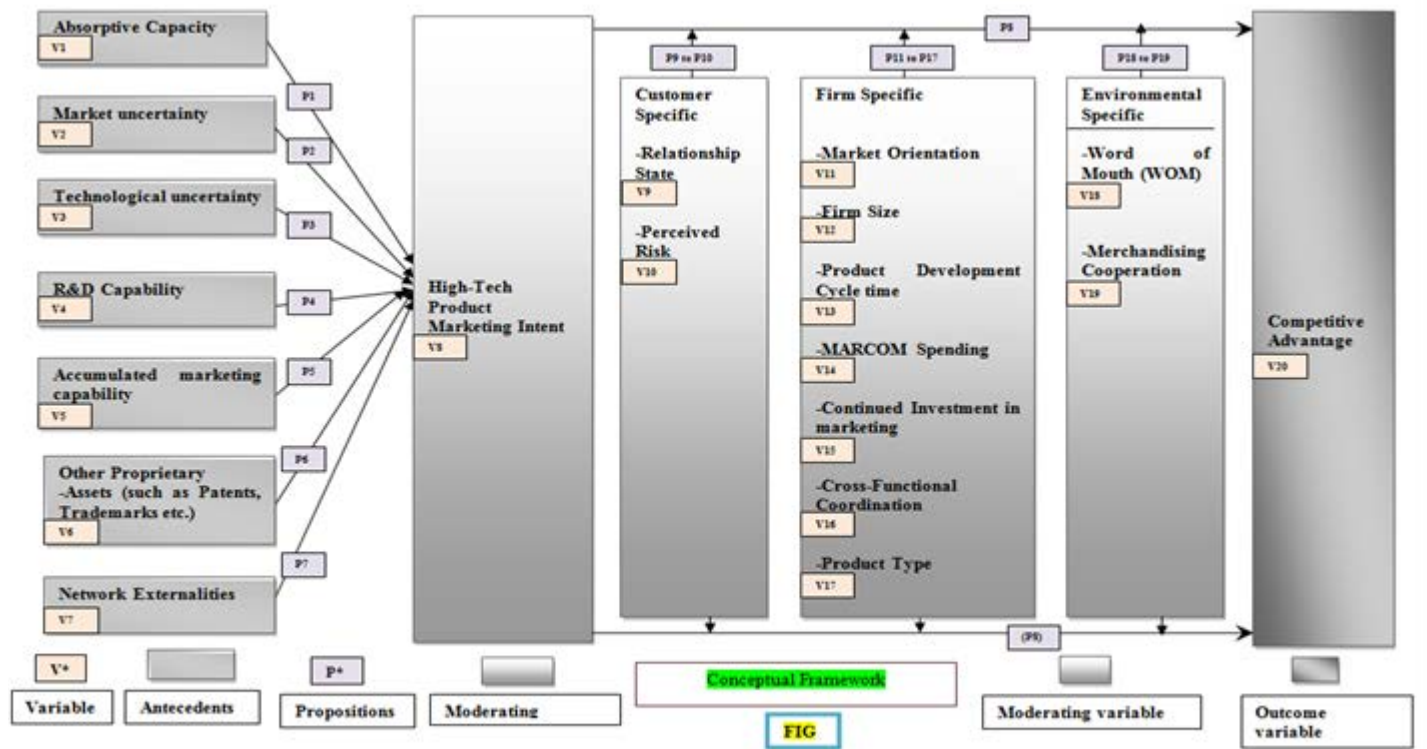 Absorptive Capacity
V1
Market uncertainty
V2
Technological uncertainty
V3
R&D Capability
V4
Accumulated marketing
capability
V5
Other Proprietary
-Assets (such as Patents,
Trademarks etc.)
V6
Network Externalities
V7
P1
P2
P3
P4
P5
P6
P7
High-Tech
Product
Marketing Intent
V8
P8
P9 to P10
Customer
Specific
-Relationship
State
V9
-Perceived
Risk
V10
P11 to P17
Firm Specific
-Market Orientation
V11
-Firm Size
V12
-Product Development
Cycle time
V13
-MARCOM Spending
V14
-Continued Investment in
marketing
V15
-Cross-Functional
Coordination
V16
-Product Type
V17
P18 to P19
Environmental
Specific
-Word of
Mouth (WOM)
V18
-Merchandising
Cooperation
V19
(P8)
Competitive
Advantage
V20
V*
Variable
Antecedents
P*
Propositions
Moderating
Conceptual Framework
FIG
Moderating variable
Outcome
variable